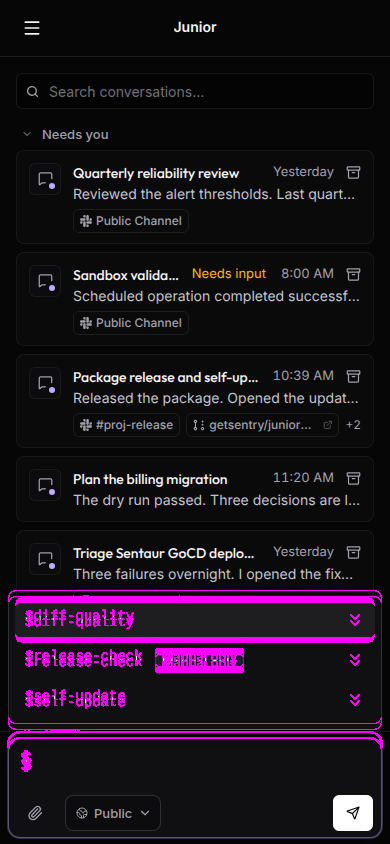 Junior
Search conversations...
Needs you
Quarterly reliability review Yesterday
Reviewed the alert thresholds. Last quart...
Public Channel
Sandbox valida... Needs input 8:00 AM
Scheduled operation completed successf...
Public Channel
Package release and self-up... 10:39 AM
Released the package. Opened the updat...
#proj-release getsentry/junior... +2
Plan the billing migration 11:20 AM
The dry run passed. Three decisions are l...
Triage Sentaur GoCD deplo... Yesterday
Three failures overnight. I opened the fix...
$diff-quality
$release-check
$self-update
$
Public